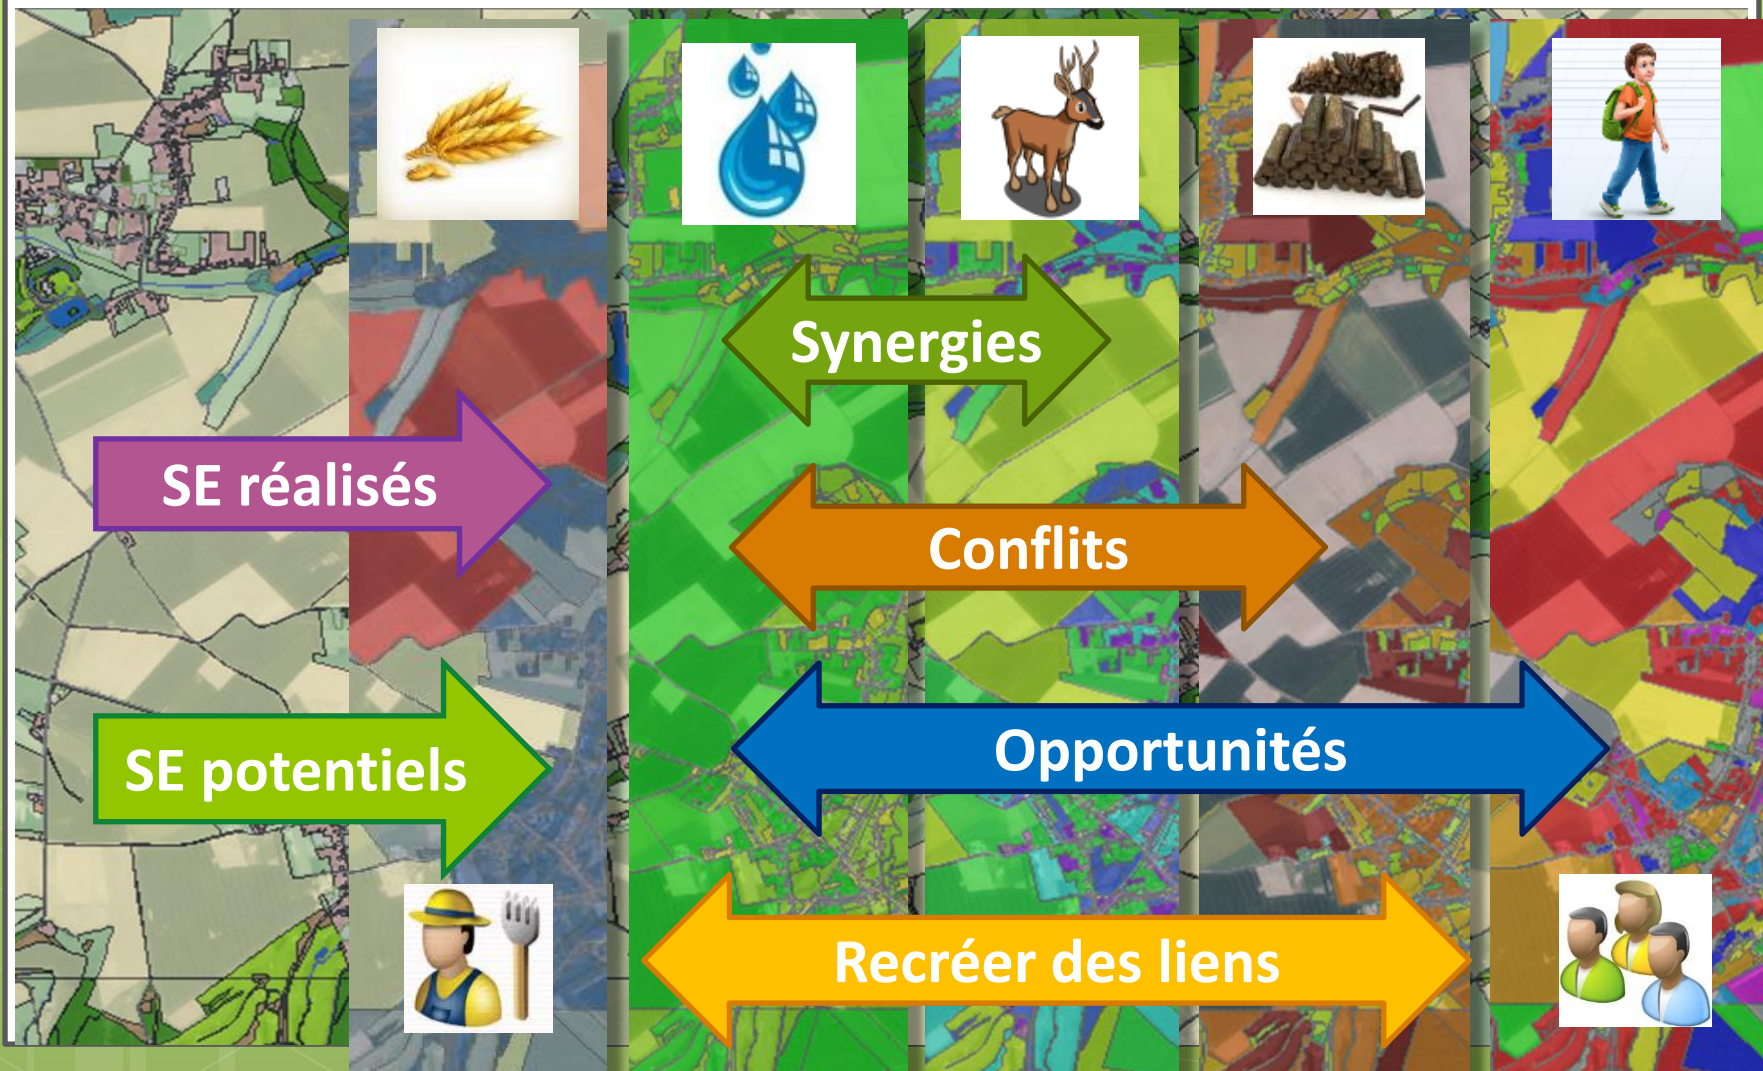 Synergies
SE réalisés
Conflits
SE potentiels
Opportunités
Recréer des liens